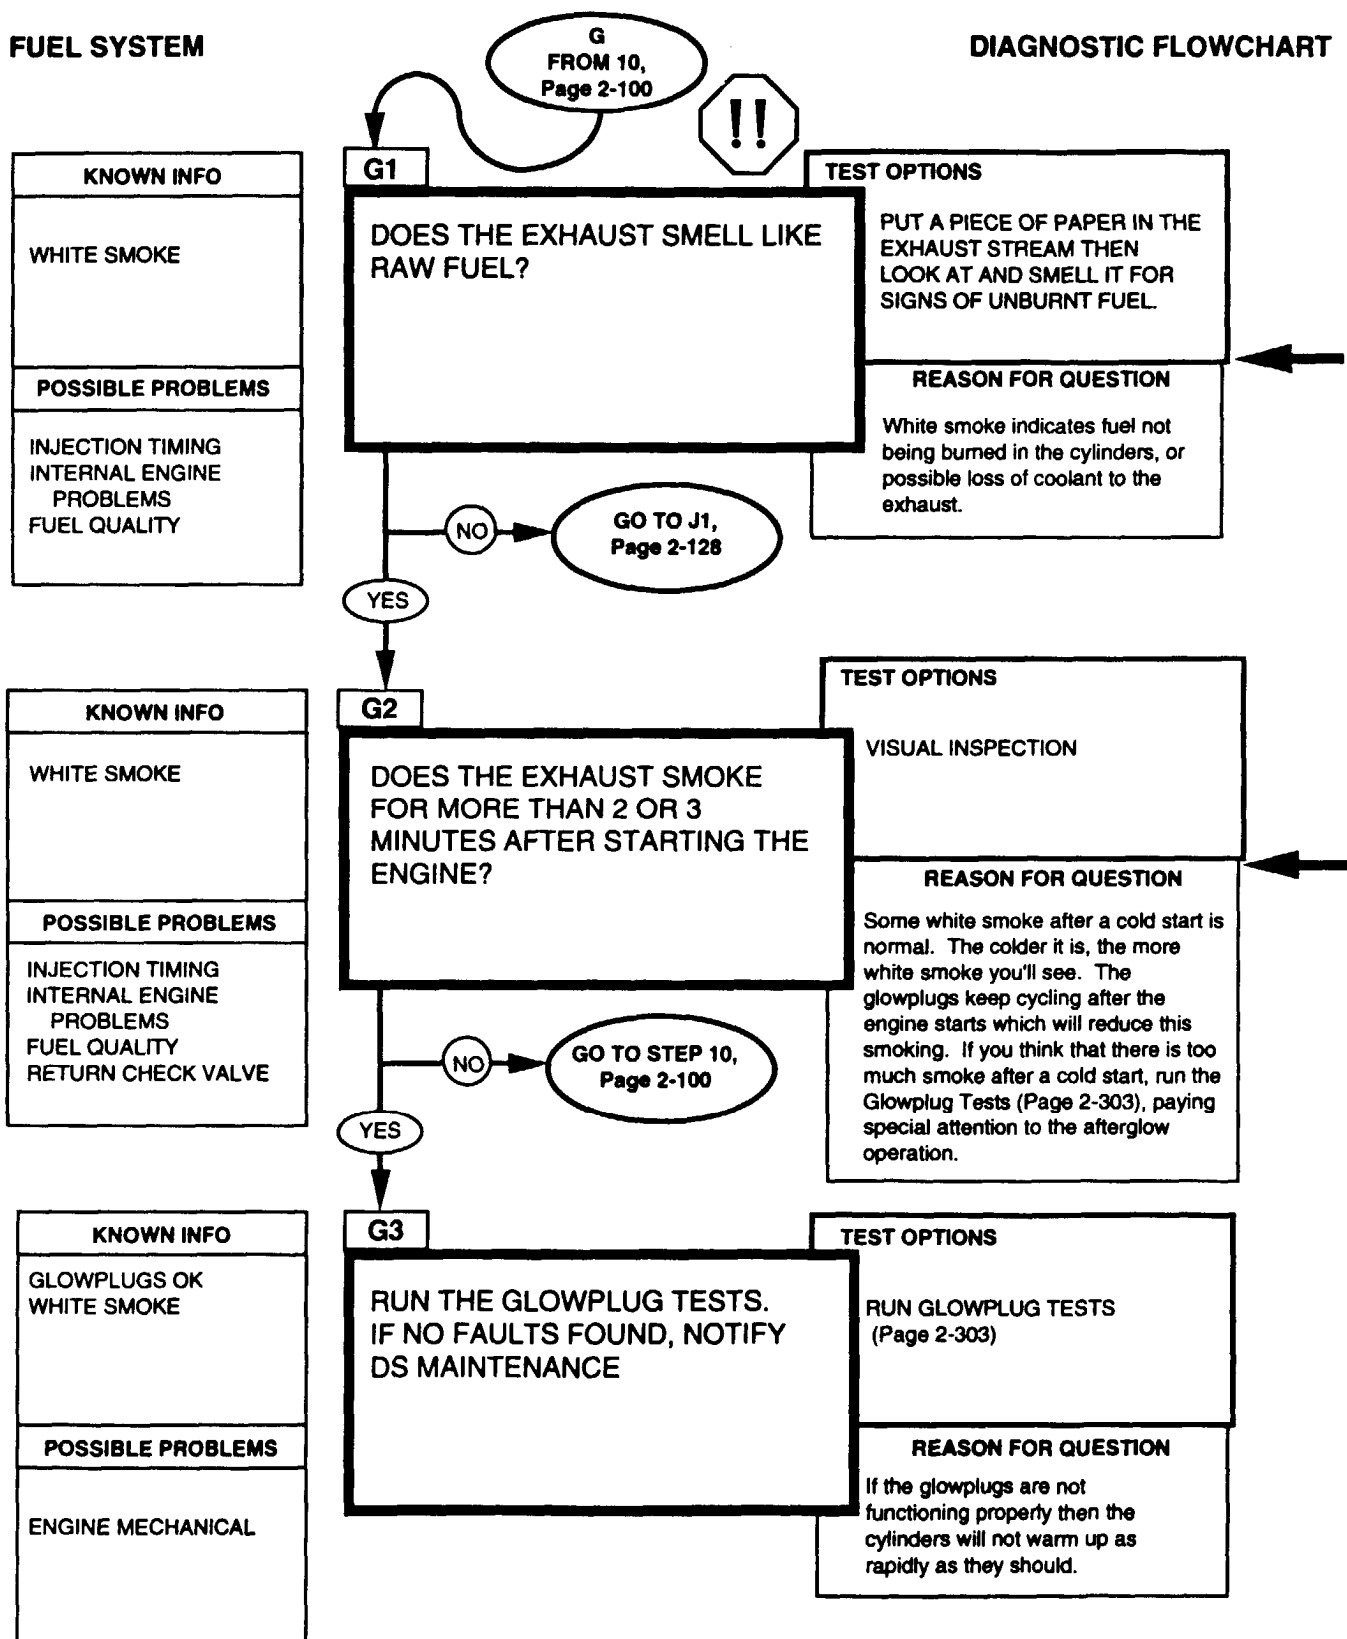 FUEL SYSTEM
DIAGNOSTIC FLOWCHART
G
FROM 10,
Page 2-100
!!
KNOWN INFO
WHITE SMOKE
POSSIBLE PROBLEMS
INJECTION TIMING
INTERNAL ENGINE
PROBLEMS
FUEL QUALITY
G1
DOES THE EXHAUST SMELL LIKE
RAW FUEL?
TEST OPTIONS
PUT A PIECE OF PAPER IN THE
EXHAUST STREAM THEN
LOOK AT AND SMELL IT FOR
SIGNS OF UNBURNT FUEL.
REASON FOR QUESTION
White smoke indicates fuel not
being burned in the cylinders, or
possible loss of coolant to the
exhaust.
NO
GO TO J1,
Page 2-128
YES
KNOWN INFO
WHITE SMOKE
POSSIBLE PROBLEMS
INJECTION TIMING
INTERNAL ENGINE
PROBLEMS
FUEL QUALITY
RETURN CHECK VALVE
G2
DOES THE EXHAUST SMOKE
FOR MORE THAN 2 OR 3
MINUTES AFTER STARTING THE
ENGINE?
TEST OPTIONS
VISUAL INSPECTION
REASON FOR QUESTION
Some white smoke after a cold start is
normal. The colder it is, the more
white smoke you'll see. The
glowplugs keep cycling after the
engine starts which will reduce this
smoking. If you think that there is too
much smoke after a cold start, run the
Glowplug Tests (Page 2-303), paying
special attention to the afterglow
operation.
NO
GO TO STEP 10,
Page 2-100
YES
KNOWN INFO
GLOWPLUGS OK
WHITE SMOKE
POSSIBLE PROBLEMS
ENGINE MECHANICAL
G3
RUN THE GLOWPLUG TESTS.
IF NO FAULTS FOUND, NOTIFY
DS MAINTENANCE
TEST OPTIONS
RUN GLOWPLUG TESTS
(Page 2-303)
REASON FOR QUESTION
If the glowplugs are not
functioning properly then the
cylinders will not warm up as
rapidly as they should.